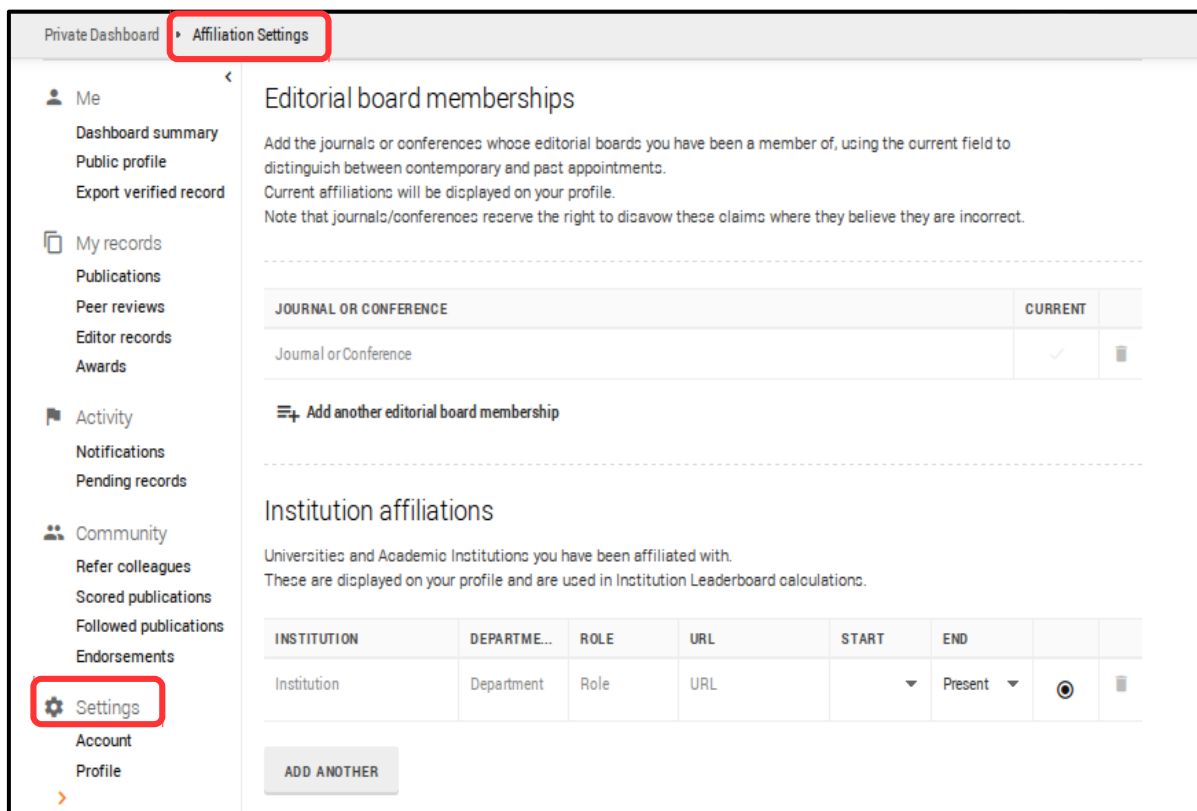 Private Dashboard ▸ Affiliation Settings
Me
Dashboard summary
Public profile
Export verified record
My records
Publications
Peer reviews
Editor records
Awards
Activity
Notifications
Pending records
Community
Refer colleagues
Scored publications
Followed publications
Endorsements
Settings
Account
Profile
Editorial board memberships
Add the journals or conferences whose editorial boards you have been a member of, using the current field to
distinguish between contemporary and past appointments.
Current affiliations will be displayed on your profile.
Note that journals/conferences reserve the right to disavow these claims where they believe they are incorrect.
JOURNAL OR CONFERENCE CURRENT
Journal or Conference
Add another editorial board membership
Institution affiliations
Universities and Academic Institutions you have been affiliated with.
These are displayed on your profile and are used in Institution Leaderboard calculations.
INSTITUTION DEPARTME... ROLE URL START END
Institution Department Role URL Present
ADD ANOTHER